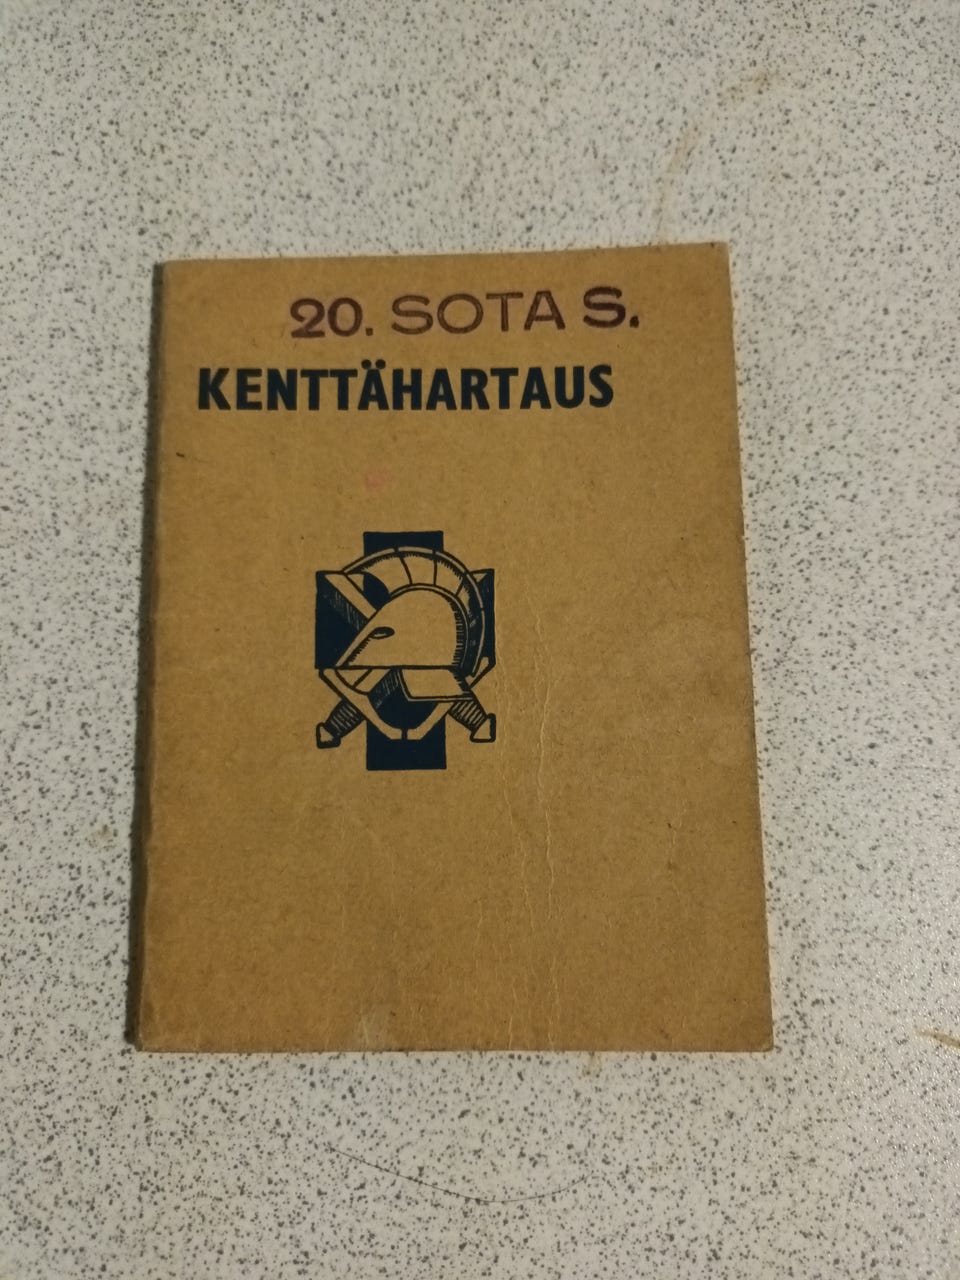 20. SOTA S.
KENTTÄHARTAUS